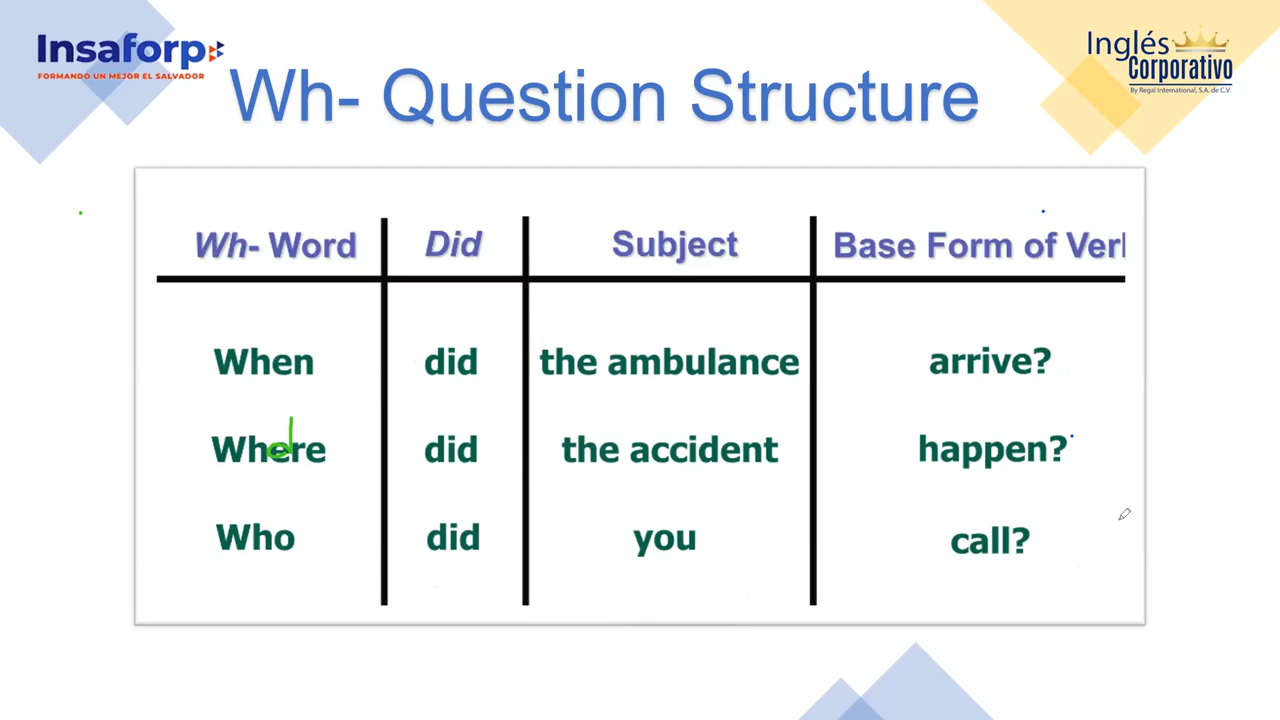 Insaforp
FORMANDO UN MEJOR EL SALVADOR
Inglés
Corporativo
By Regal International, S.A. de C.V.
Wh- Question Structure
Wh- Word Did Subject Base Form of Verb
When did the ambulance arrive?
Where did the accident happen?
d
Who did you call?